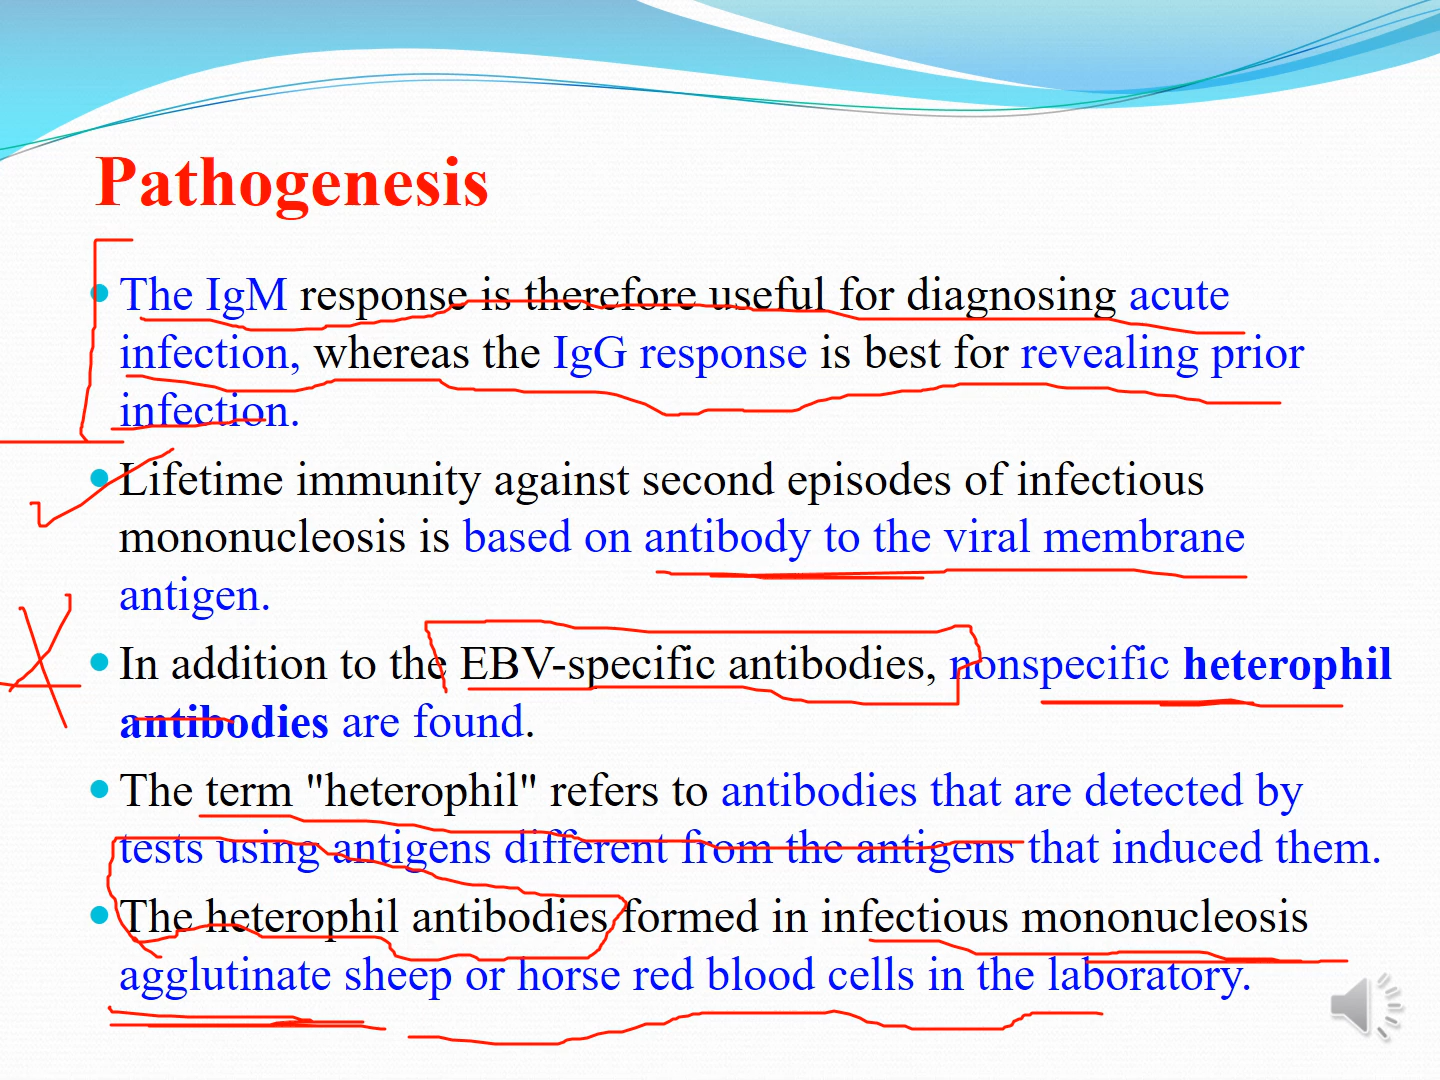 Pathogenesis
The IgM response is therefore useful for diagnosing acute
infection, whereas the IgG response is best for revealing prior
infection.
Lifetime immunity against second episodes of infectious
mononucleosis is based on antibody to the viral membrane
antigen.
In addition to the EBV-specific antibodies, nonspecific heterophil
antibodies are found.
The term "heterophil" refers to antibodies that are detected by
tests using antigens different from the antigens that induced them.
The heterophil antibodies formed in infectious mononucleosis
agglutinate sheep or horse red blood cells in the laboratory.